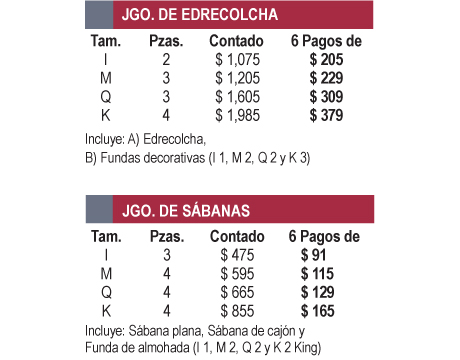 JGO. DE EDRECOLCHA
Tam. Pzas. Contado 6 Pagos de
I 2 $ 1,075 $ 205
M 3 $ 1,205 $ 229
Q 3 $ 1,605 $ 309
K 4 $ 1,985 $ 379
Incluye: A) Edrecolcha,
B) Fundas decorativas (I 1, M 2, Q 2 y K 3)
JGO. DE SÁBANAS
Tam. Pzas. Contado 6 Pagos de
I 3 $ 475 $ 91
M 4 $ 595 $ 115
Q 4 $ 665 $ 129
K 4 $ 855 $ 165
Incluye: Sábana plana, Sábana de cajón y
Funda de almohada (I 1, M 2, Q 2 y K 2 King)